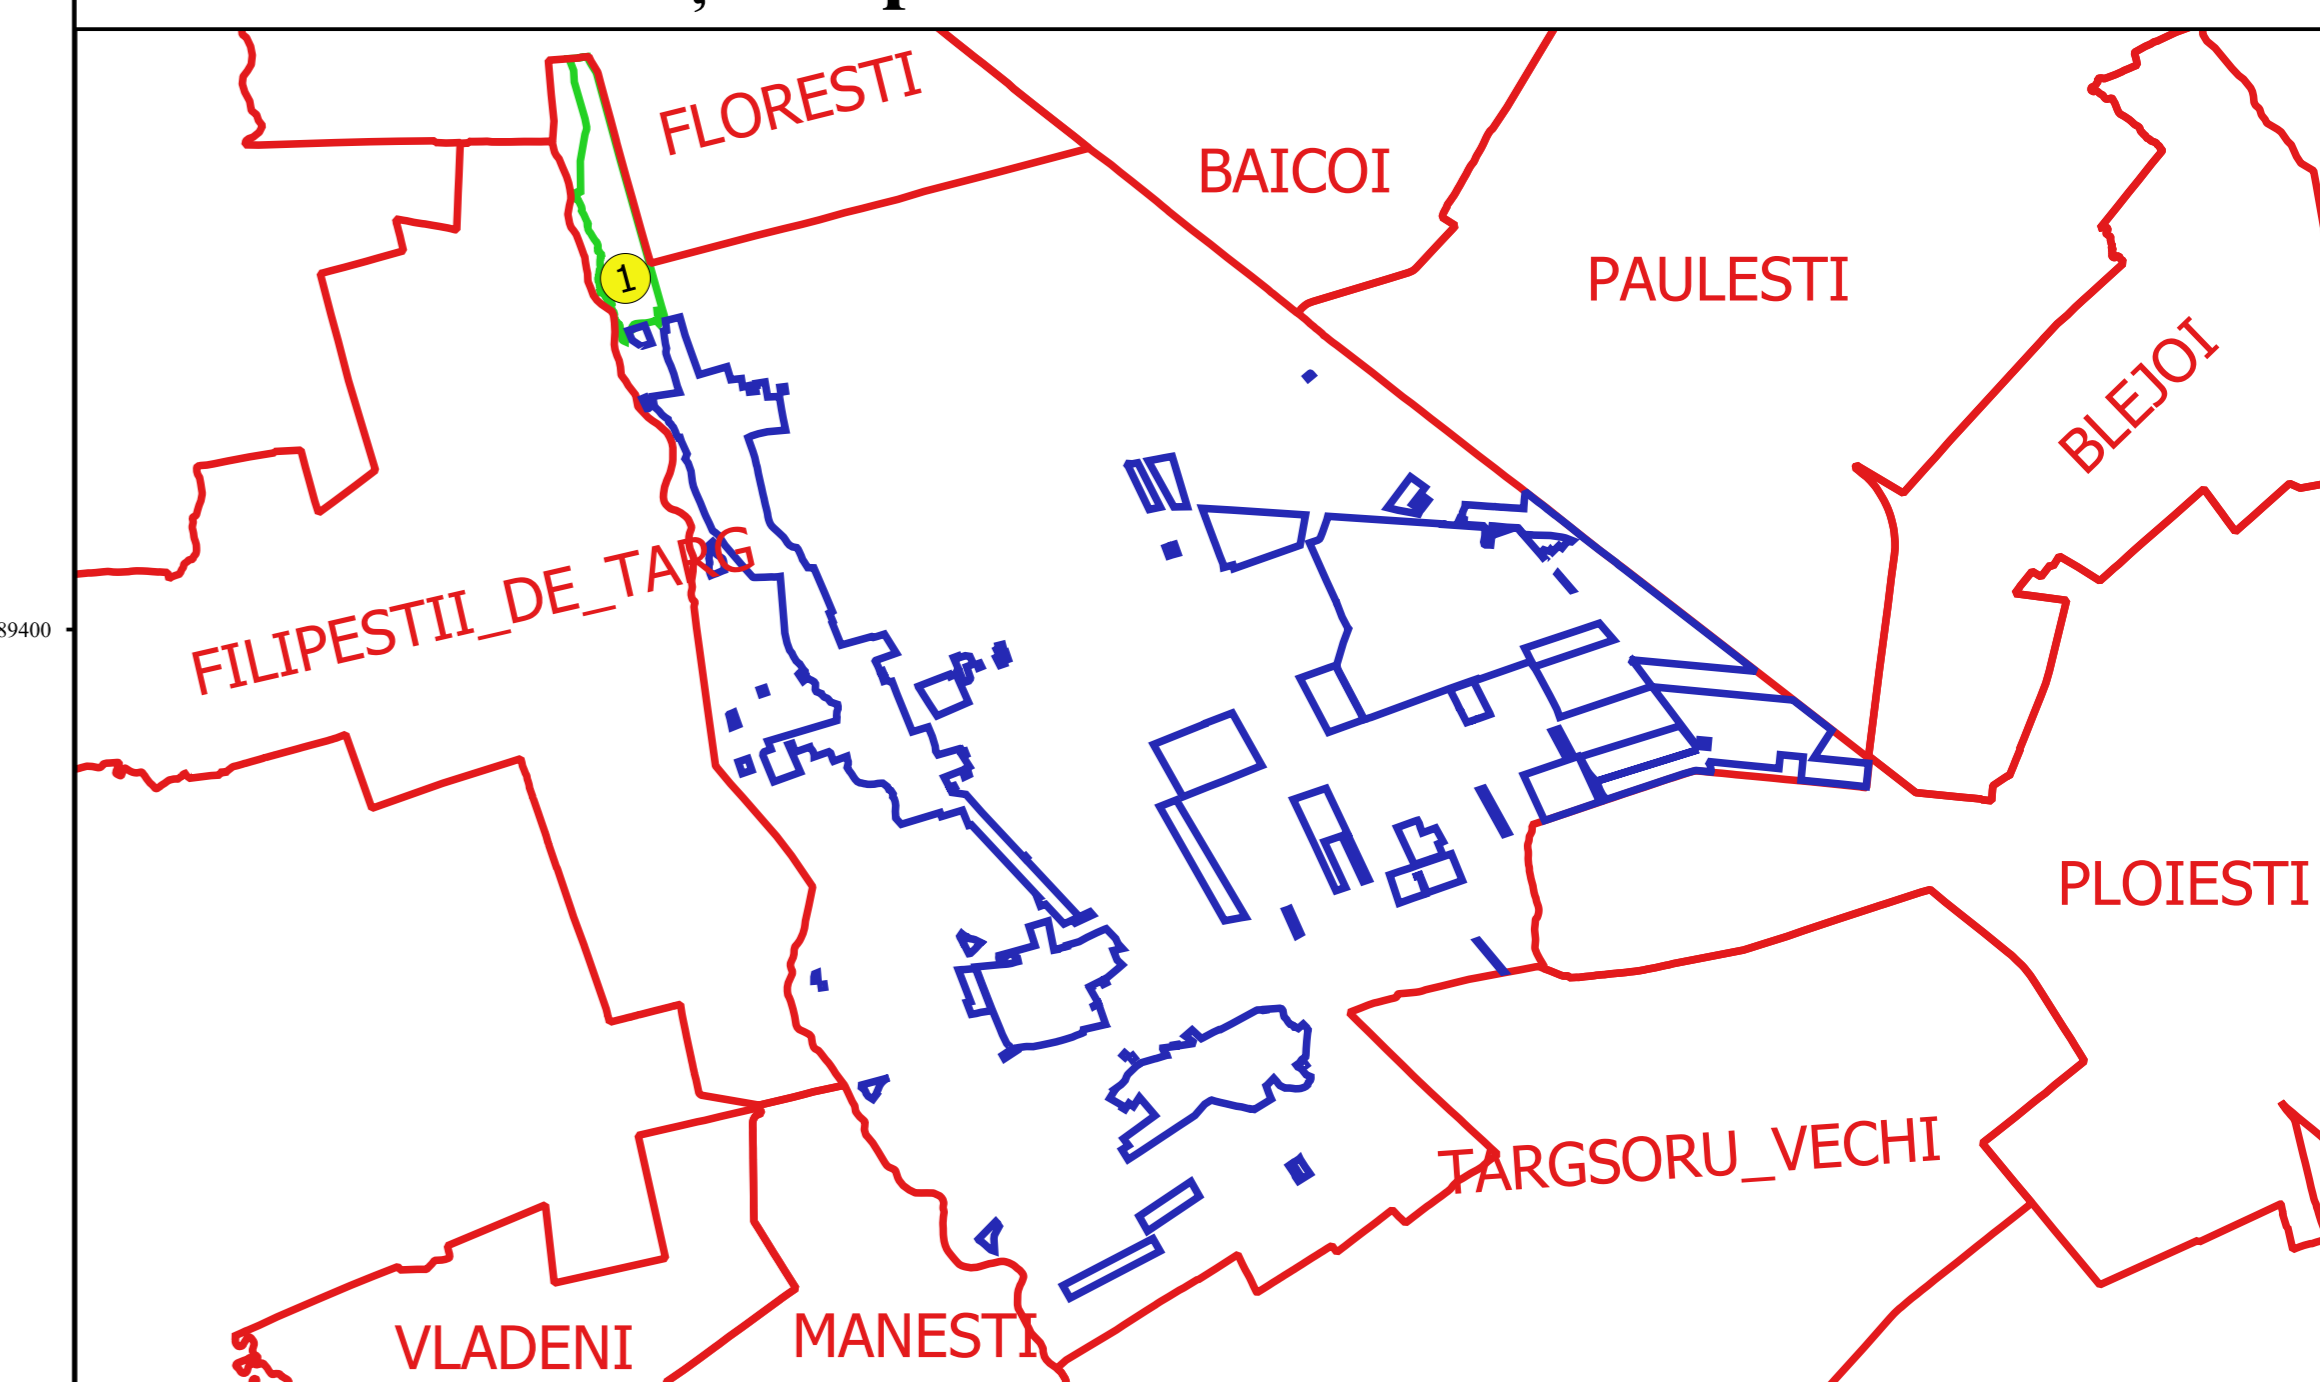 FLORESTI
BAICOI
PAULESTI
1
BLEJOI
FILIPESTII_DE_TARG
89400
PLOIESTI
TARGSORU_VECHI
MANESTI
VLADENI